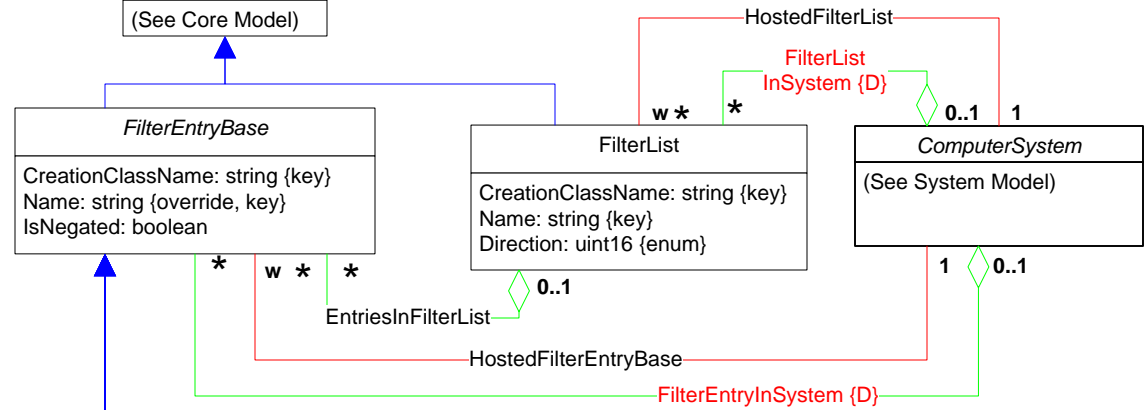 (See Core Model)
HostedFilterList
FilterList
InSystem {D}
w * * 0..1 1
FilterEntryBase
CreationClassName: string {key}
Name: string {override, key}
IsNegated: boolean
FilterList
CreationClassName: string {key}
Name: string {key}
Direction: uint16 {enum}
ComputerSystem
(See System Model)
* w * * 0..1 1 0..1
EntriesInFilterList
HostedFilterEntryBase
FilterEntryInSystem {D}